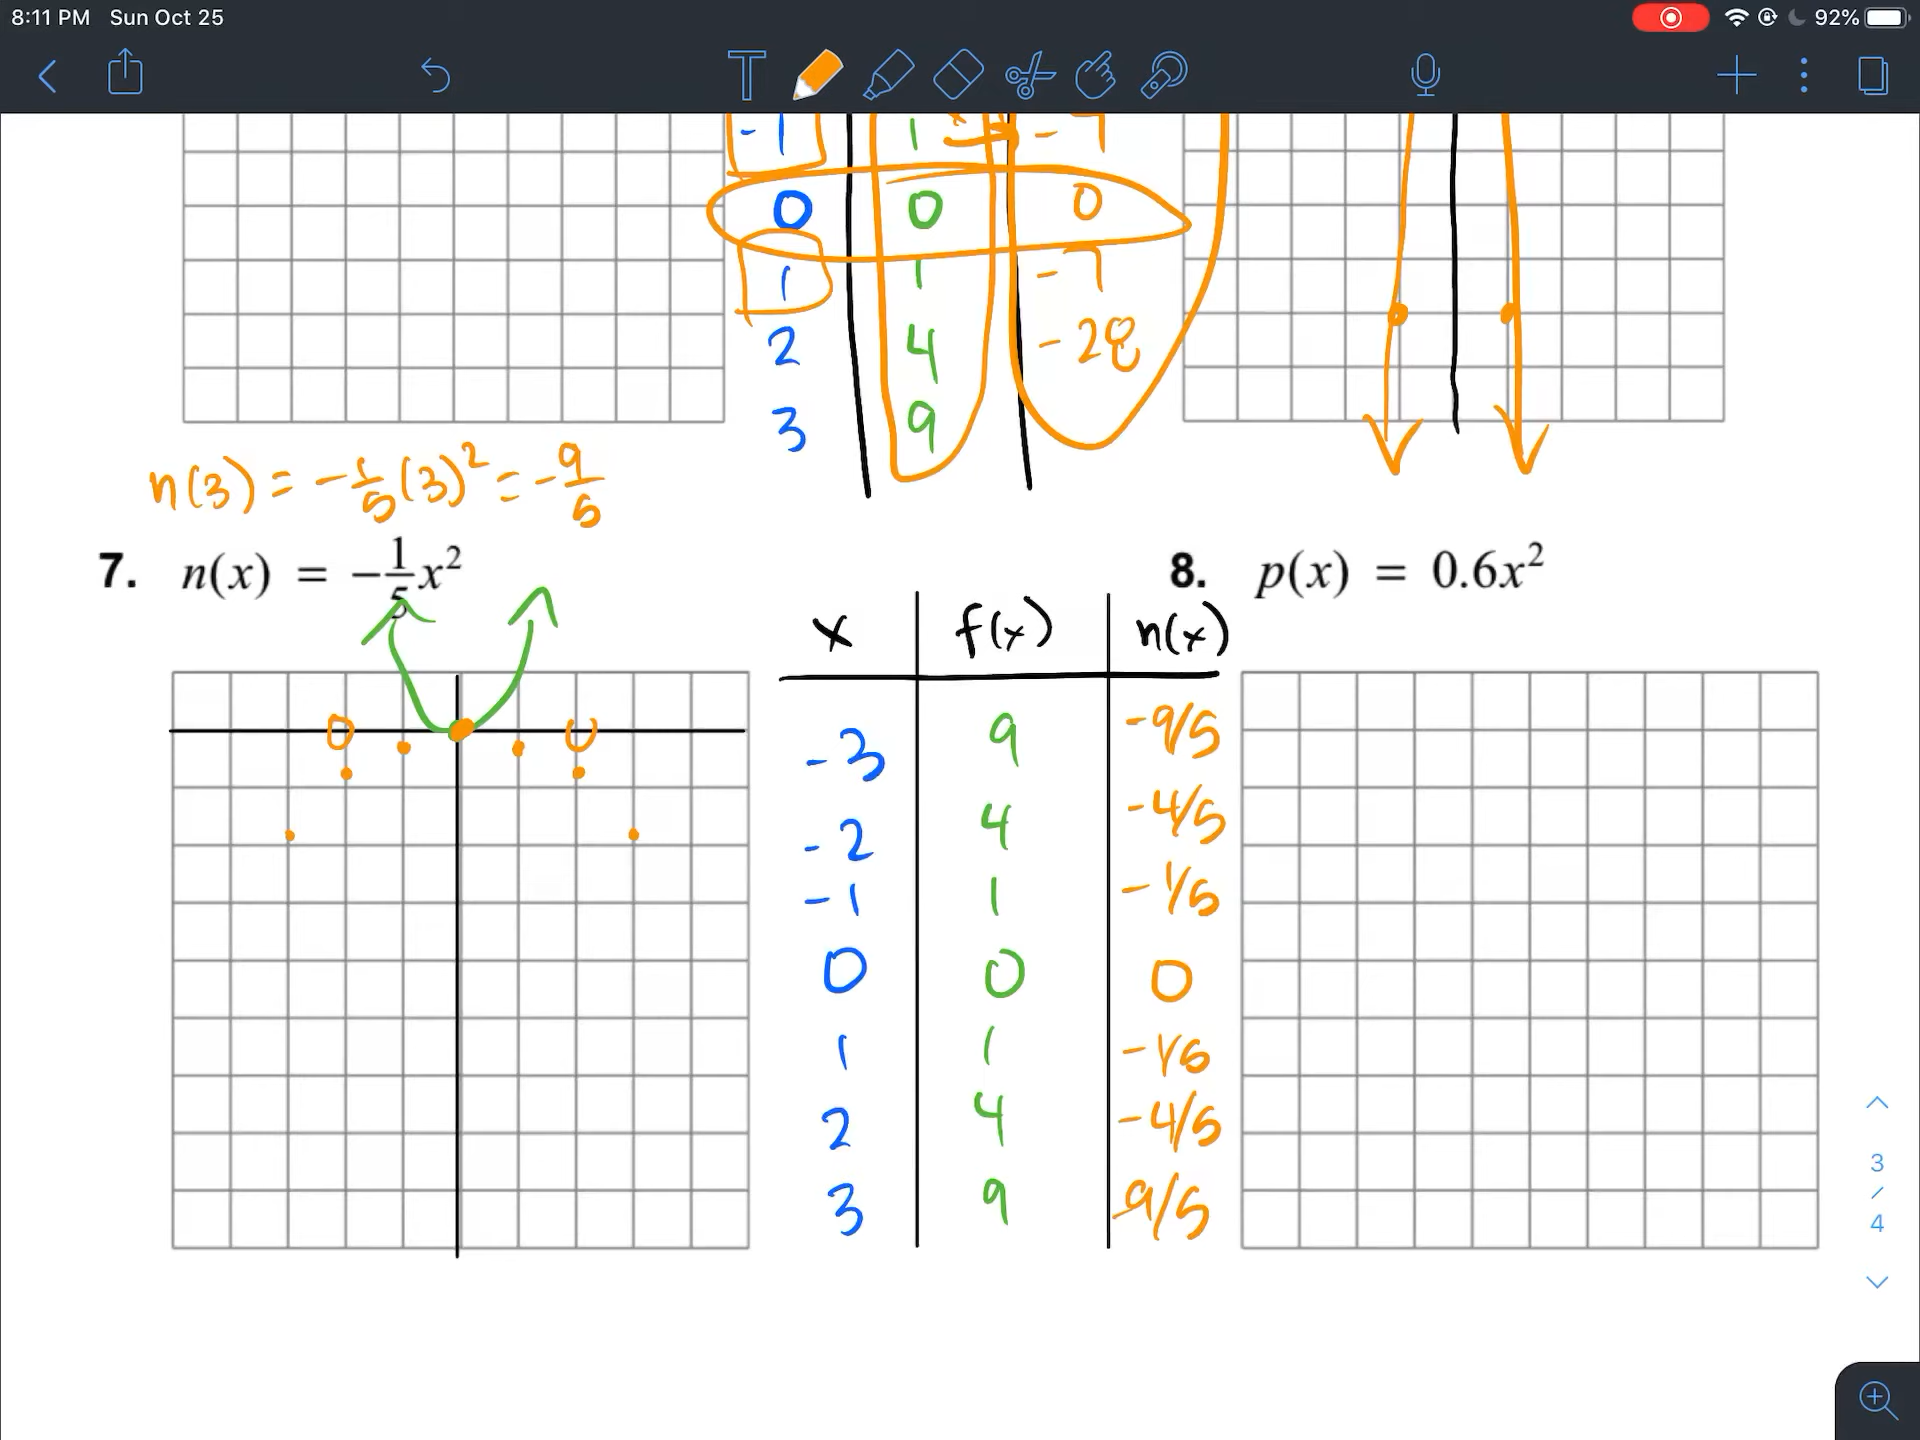 8:11 PM Sun Oct 25
92%
T
-1 1 -7
0 0 0
1 1 -7
2 4 -28
3 9
n(3) = -1/5(3)² = -9/5
7. n(x) = -1/5x²
8. p(x) = 0.6x²
x f(x) n(x)
-3 9 -9/5
-2 4 -4/5
-1 1 -1/5
0 0 0
1 1 -1/5
2 4 -4/5
3 9 -9/5
3
/
4